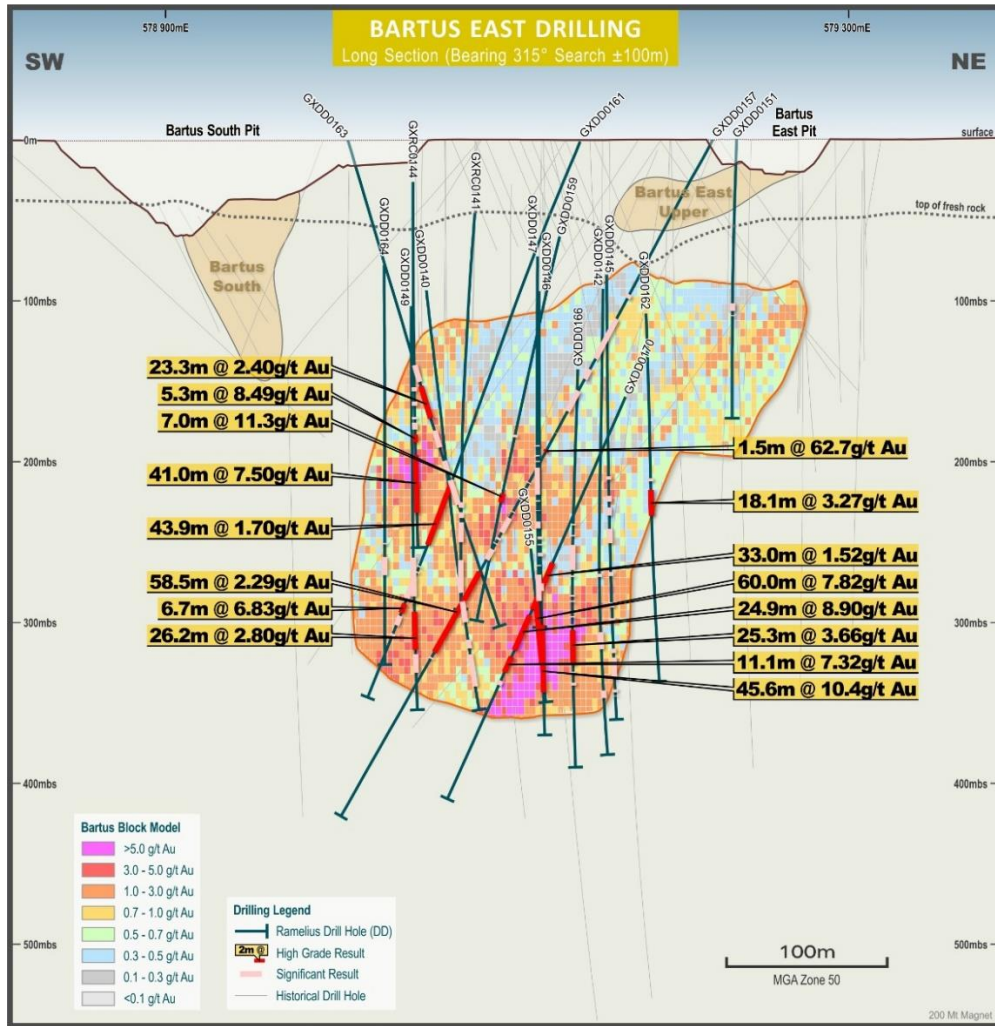 BARTUS EAST DRILLING
Long Section (Bearing 315° Search ±100m)
578 900mE
579 300mE
SW
NE
Bartus South Pit
Bartus
East Pit
0m
surface
GXDD0163
GXRC0144
GXRC0141
GXDD0161
GXDD0159
GXDD0157
GXDD0151
Bartus East
Upper
top of fresh rock
GXDD0164
GXDD0149
GXDD0140
GXDD0147
GXDD0146
GXDD0145
GXDD0142
GXDD0162
GXDD0166
GXDD0170
GXDD0155
Bartus
South
100mbs
100mbs
23.3m @ 2.40g/t Au
5.3m @ 8.49g/t Au
7.0m @ 11.3g/t Au
1.5m @ 62.7g/t Au
200mbs
200mbs
41.0m @ 7.50g/t Au
18.1m @ 3.27g/t Au
43.9m @ 1.70g/t Au
33.0m @ 1.52g/t Au
58.5m @ 2.29g/t Au
60.0m @ 7.82g/t Au
6.7m @ 6.83g/t Au
24.9m @ 8.90g/t Au
300mbs
300mbs
26.2m @ 2.80g/t Au
25.3m @ 3.66g/t Au
11.1m @ 7.32g/t Au
45.6m @ 10.4g/t Au
400mbs
400mbs
Bartus Block Model
>5.0 g/t Au
3.0 - 5.0 g/t Au
1.0 - 3.0 g/t Au
0.7 - 1.0 g/t Au
0.5 - 0.7 g/t Au
0.3 - 0.5 g/t Au
0.1 - 0.3 g/t Au
<0.1 g/t Au
Drilling Legend
Ramelius Drill Hole (DD)
2m @
High Grade Result
Significant Result
Historical Drill Hole
500mbs
500mbs
100m
MGA Zone 50
200 Mt Magnet